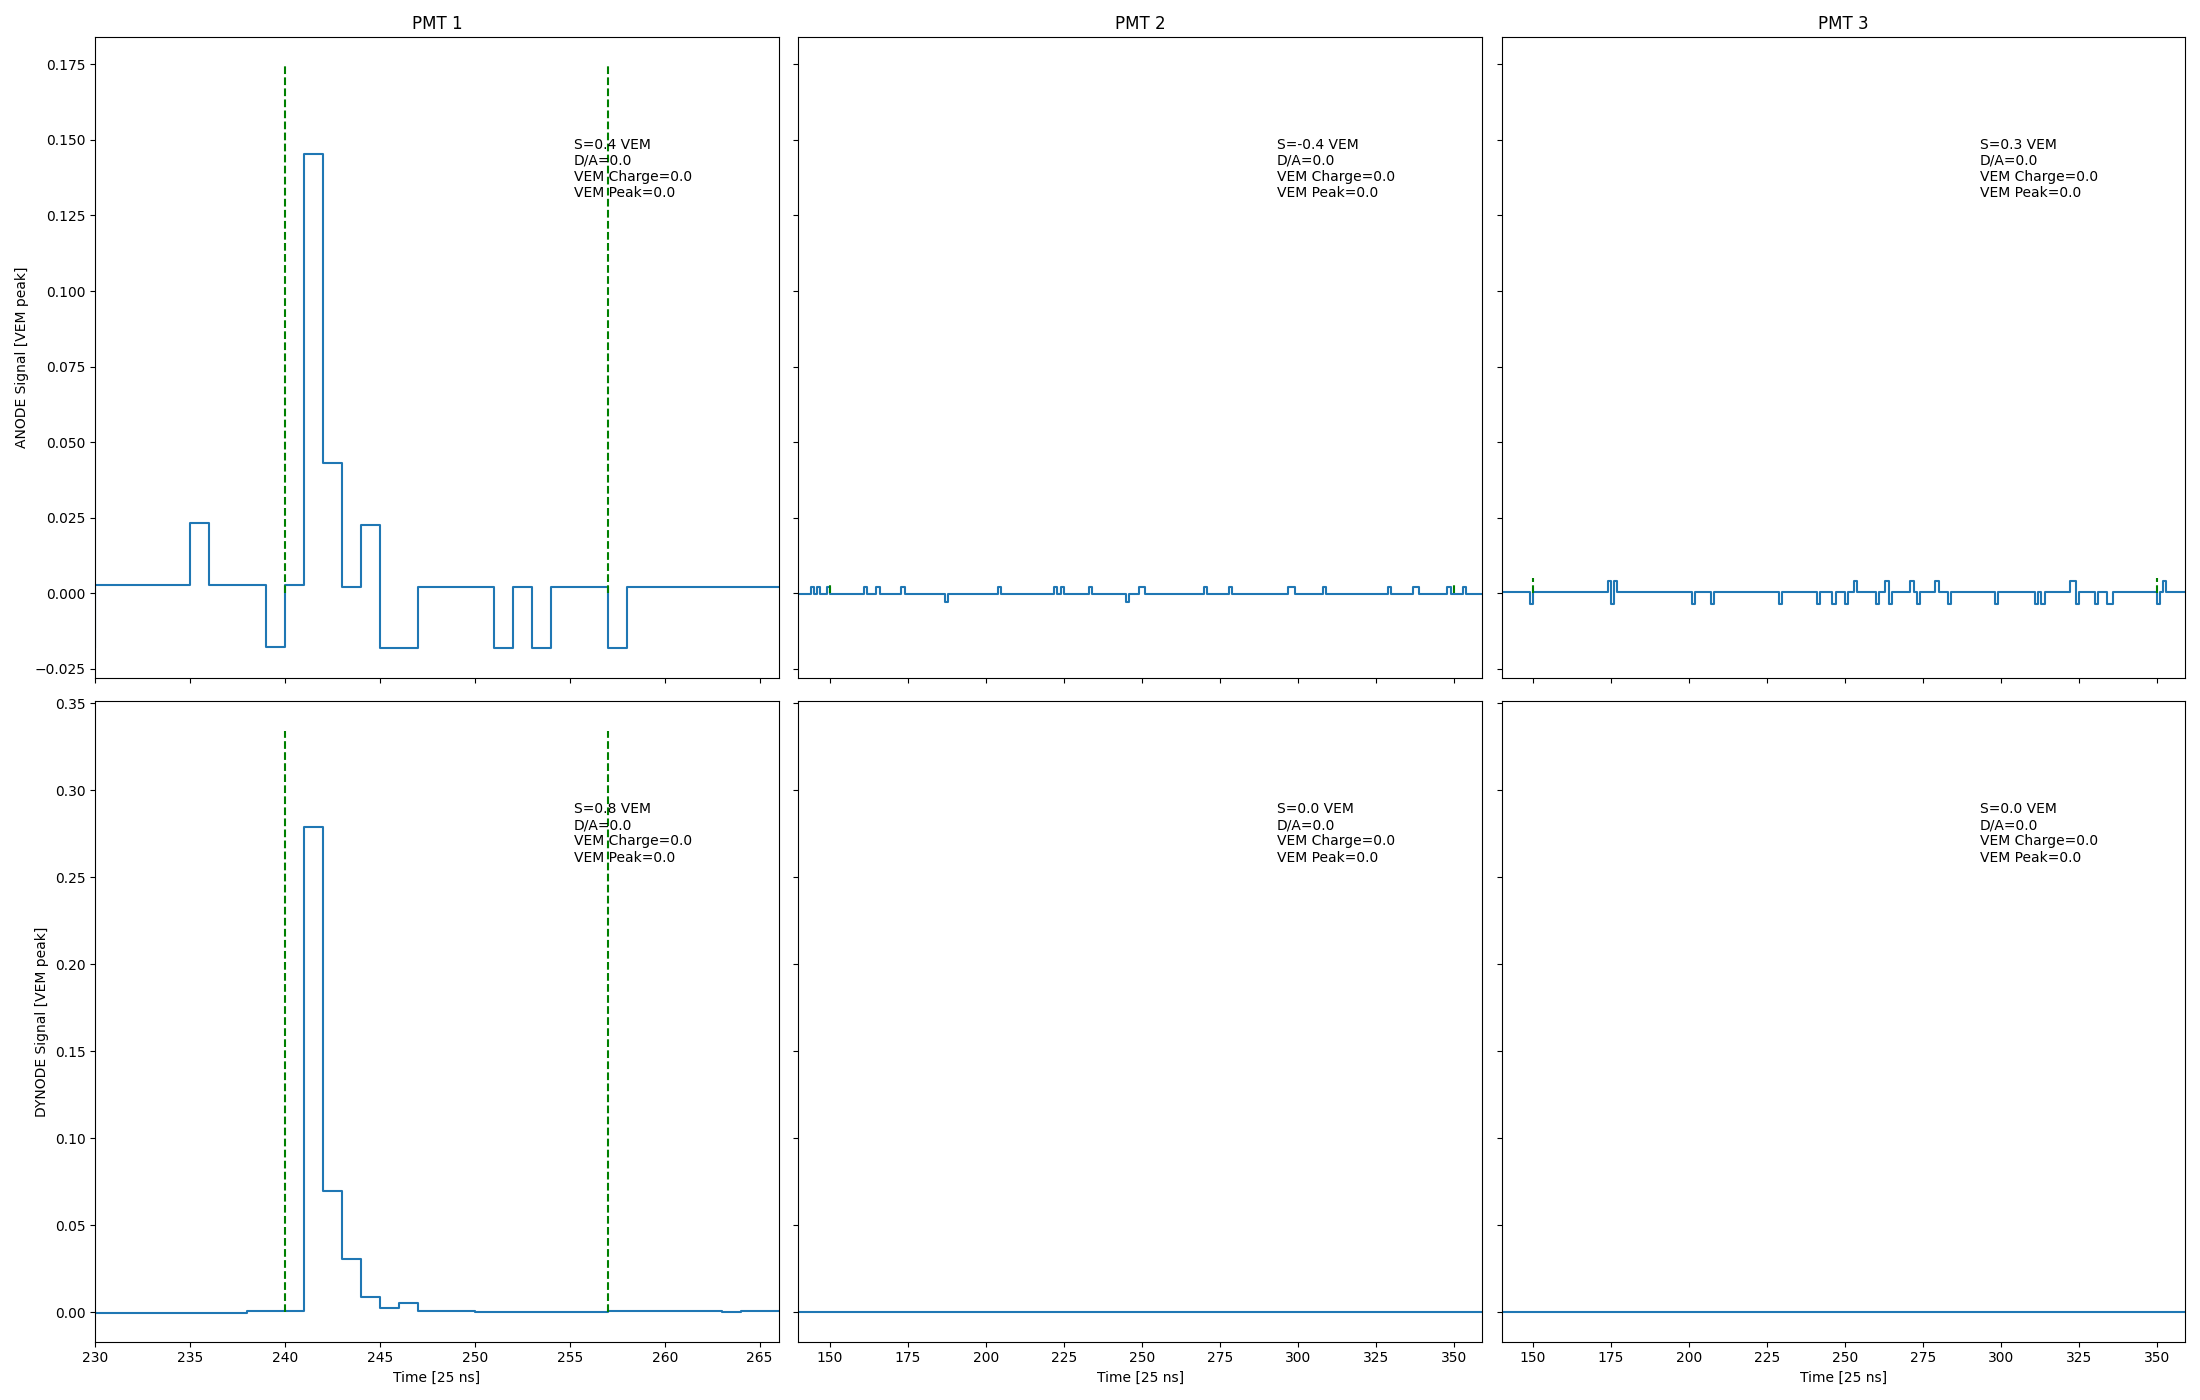 PMT 1
PMT 2
PMT 3
ANODE Signal [VEM peak]
0.175
0.150
0.125
0.100
0.075
0.050
0.025
0.000
−0.025
S=0.4 VEM
D/A=0.0
VEM Charge=0.0
VEM Peak=0.0
S=-0.4 VEM
D/A=0.0
VEM Charge=0.0
VEM Peak=0.0
S=0.3 VEM
D/A=0.0
VEM Charge=0.0
VEM Peak=0.0
DYNODE Signal [VEM peak]
0.35
0.30
0.25
0.20
0.15
0.10
0.05
0.00
S=0.8 VEM
D/A=0.0
VEM Charge=0.0
VEM Peak=0.0
S=0.0 VEM
D/A=0.0
VEM Charge=0.0
VEM Peak=0.0
S=0.0 VEM
D/A=0.0
VEM Charge=0.0
VEM Peak=0.0
230 235 240 245 250 255 260 265
150 175 200 225 250 275 300 325 350
150 175 200 225 250 275 300 325 350
Time [25 ns]
Time [25 ns]
Time [25 ns]